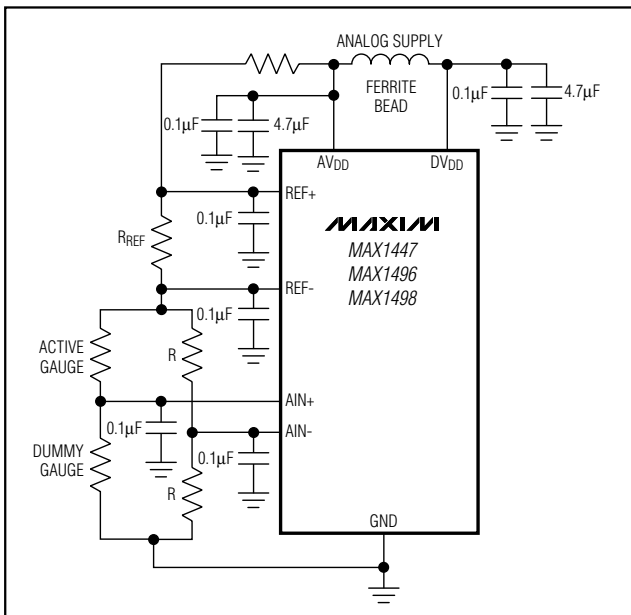 ANALOG SUPPLY
FERRITE
BEAD
0.1μF
4.7μF
0.1μF
4.7μF
AVDD
DVDD
REF+
0.1μF
RREF
MAXIM
MAX1447
MAX1496
MAX1498
REF-
0.1μF
ACTIVE
GAUGE
R
AIN+
0.1μF
AIN-
DUMMY
GAUGE
0.1μF
R
GND